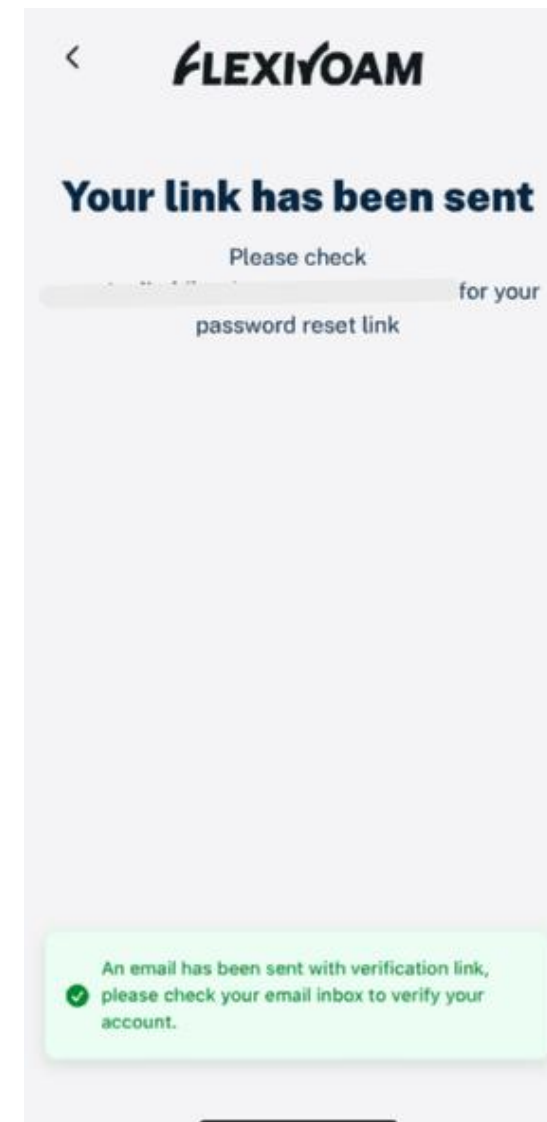 <
FLEXIROAM
Your link has been sent
Please check
for your
password reset link
An email has been sent with verification link,
please check your email inbox to verify your
account.